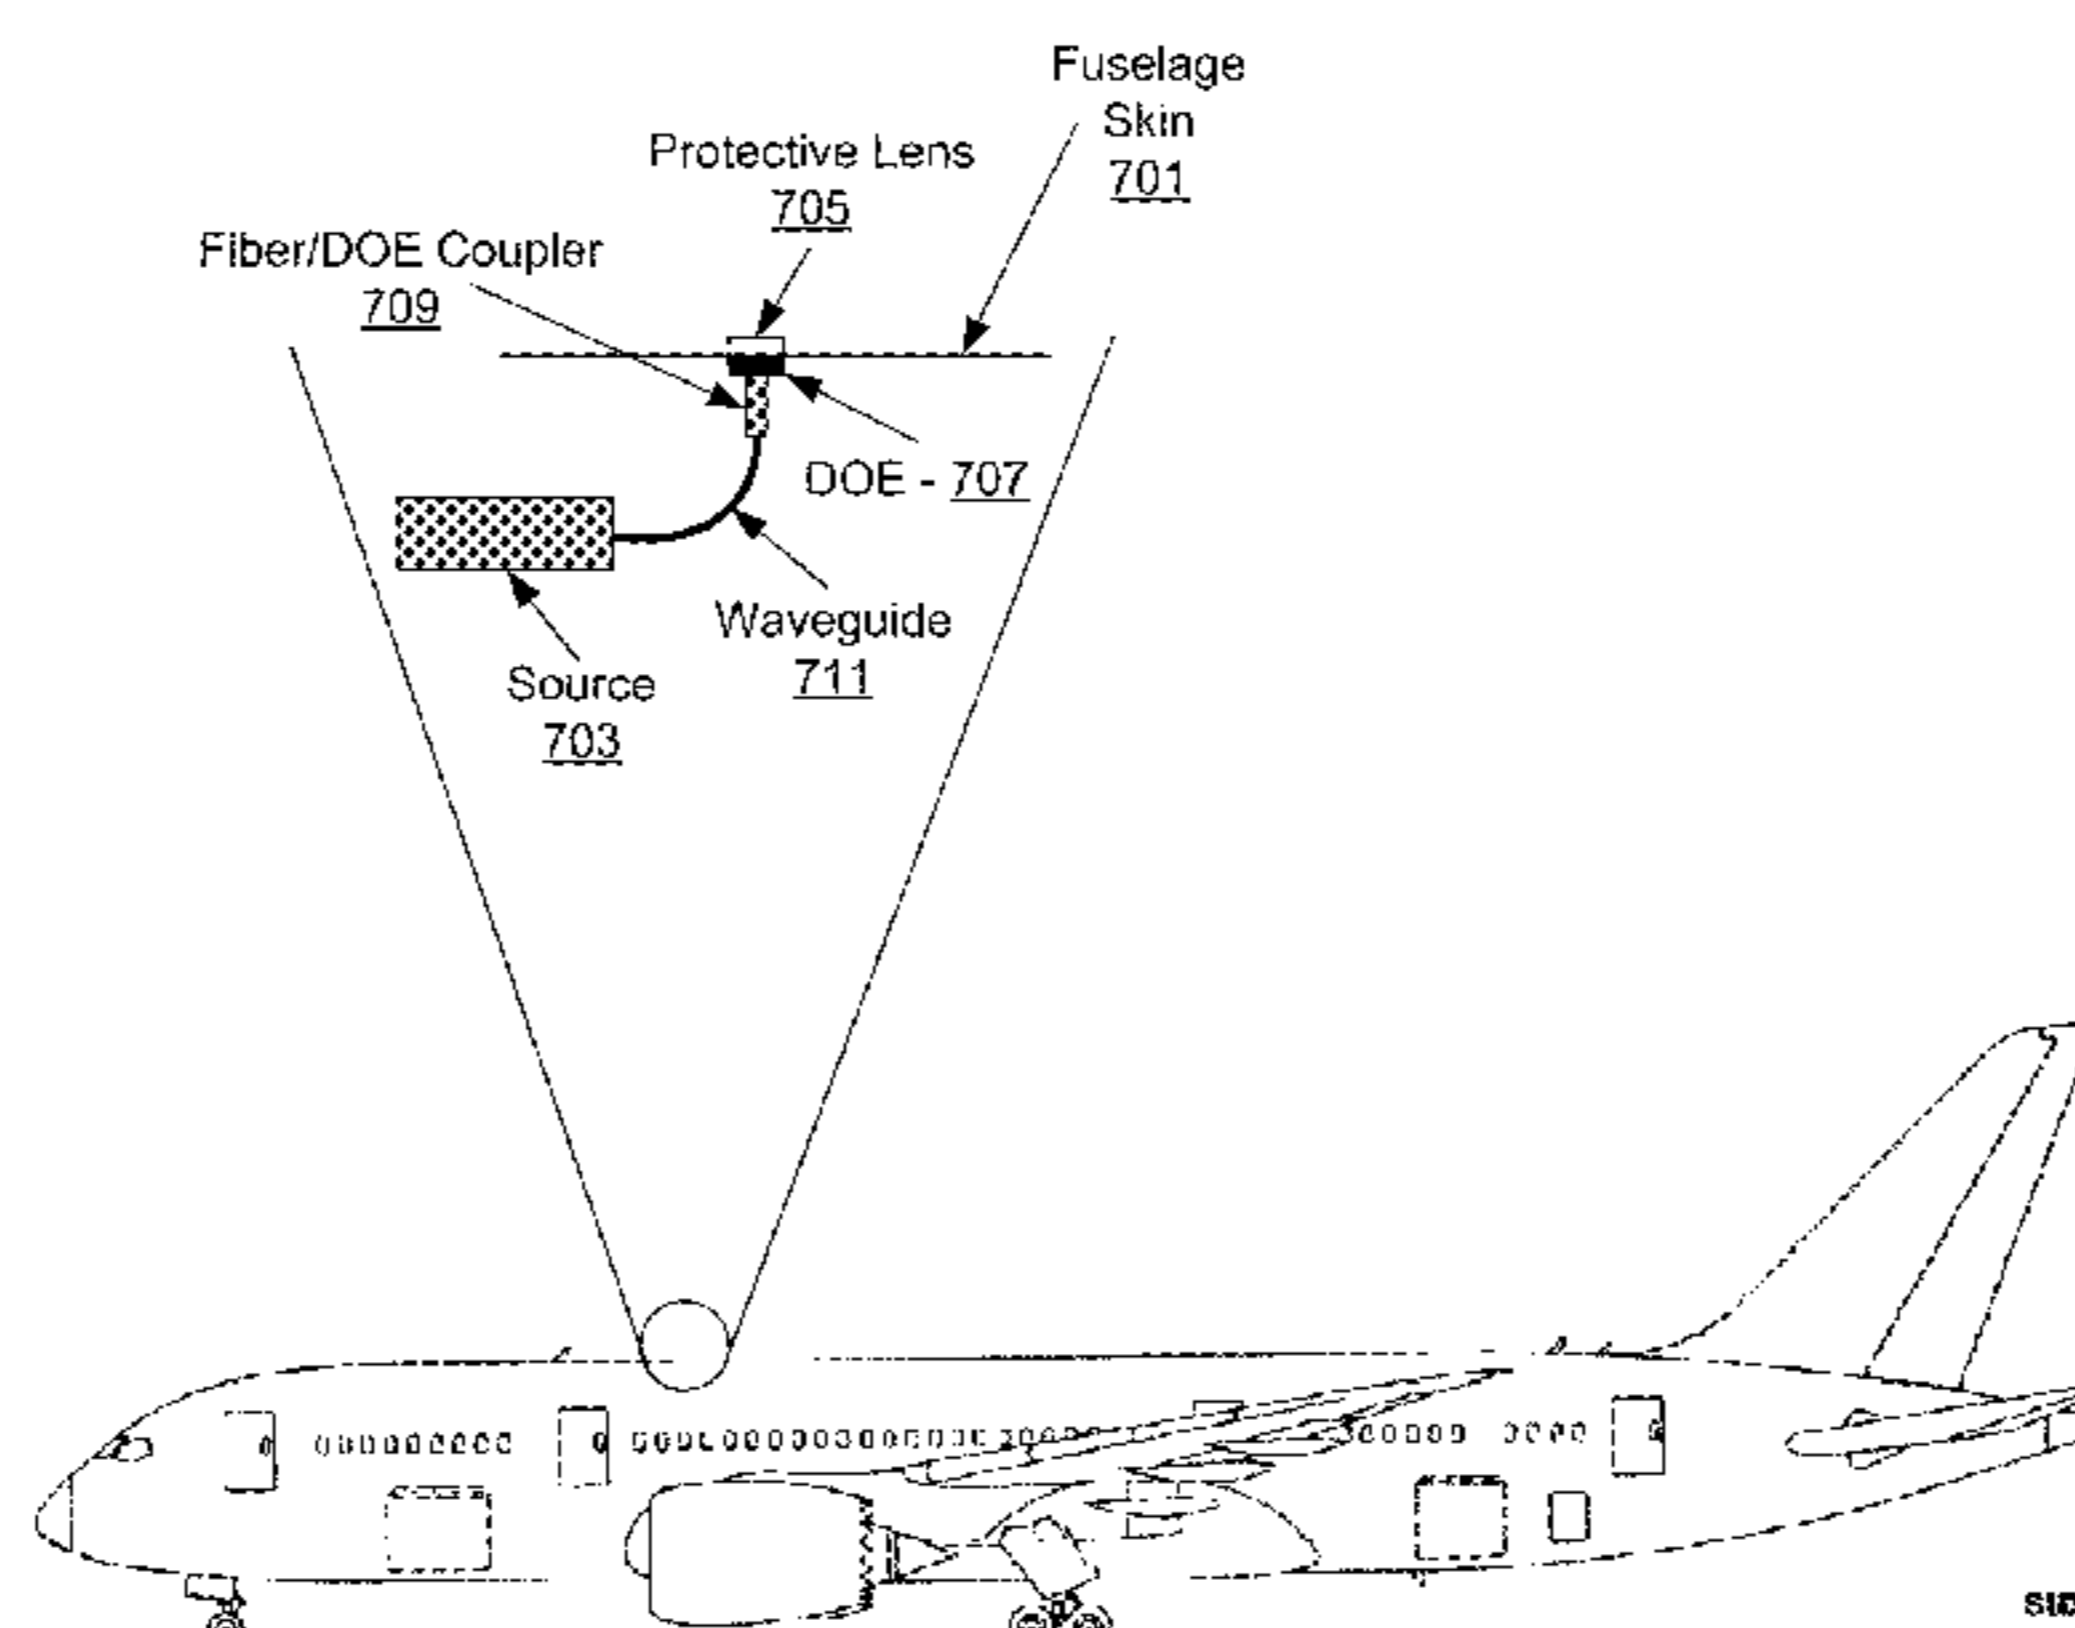 Fuselage
Skin
701
Protective Lens
705
Fiber/DOE Coupler
709
DOE - 707
Waveguide
711
Source
703